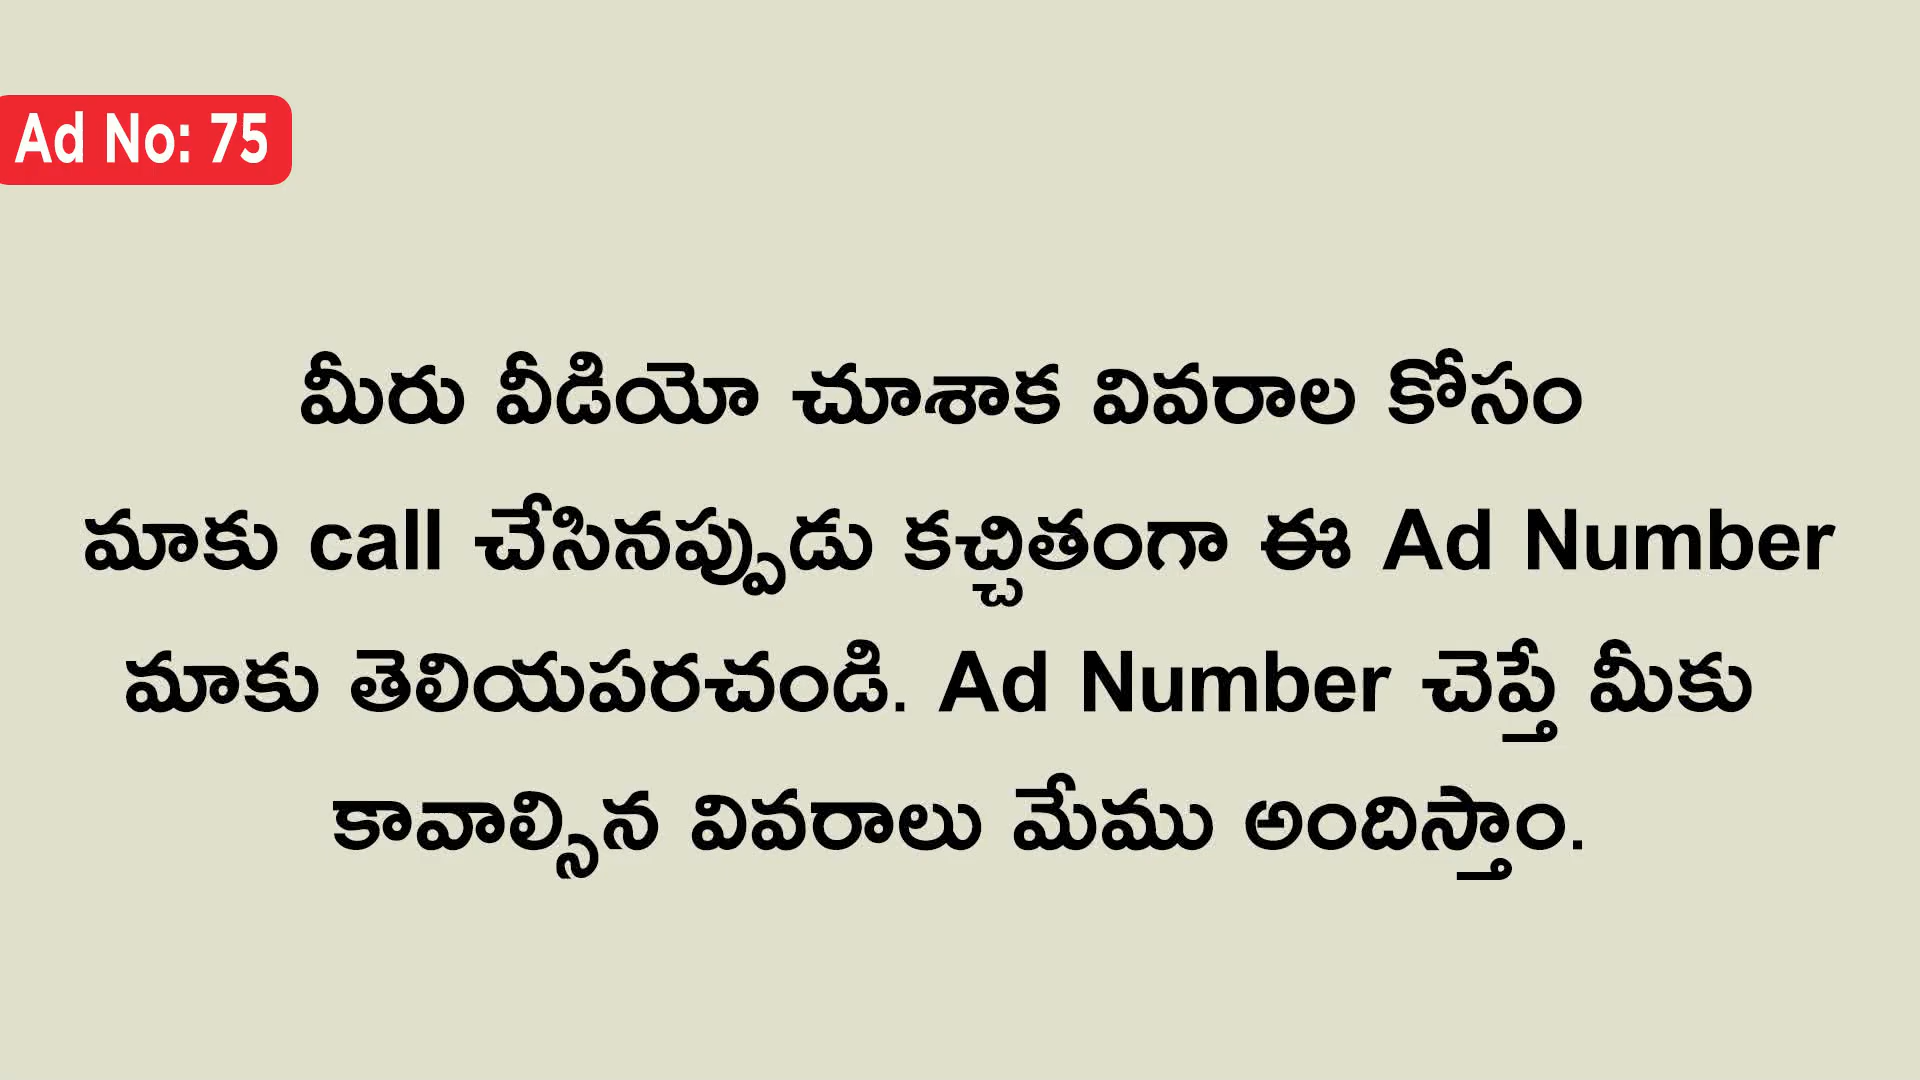 Ad No: 75
మీరు వీడియో చూశాక వివరాల కోసం
మాకు call చేసినప్పుడు కచ్చితంగా ఈ Ad Number
మాకు తెలియపరచండి. Ad Number చెప్తే మీకు
కావాల్సిన వివరాలు మేము అందిస్తాం.